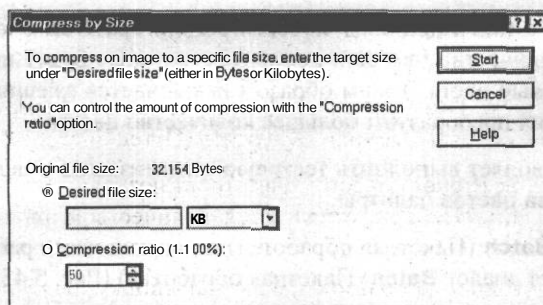 Compress by Size
To compress on image to a specific file size, enter the target size
under "Desired file size" (either in Bytes or Kilobytes).
You can control the amount of compression with the "Compression
ratio" option.
Original file size: 32,154 Bytes
Desired file size:
KB
Compression ratio (1..100%):
50
Start
Cancel
Help